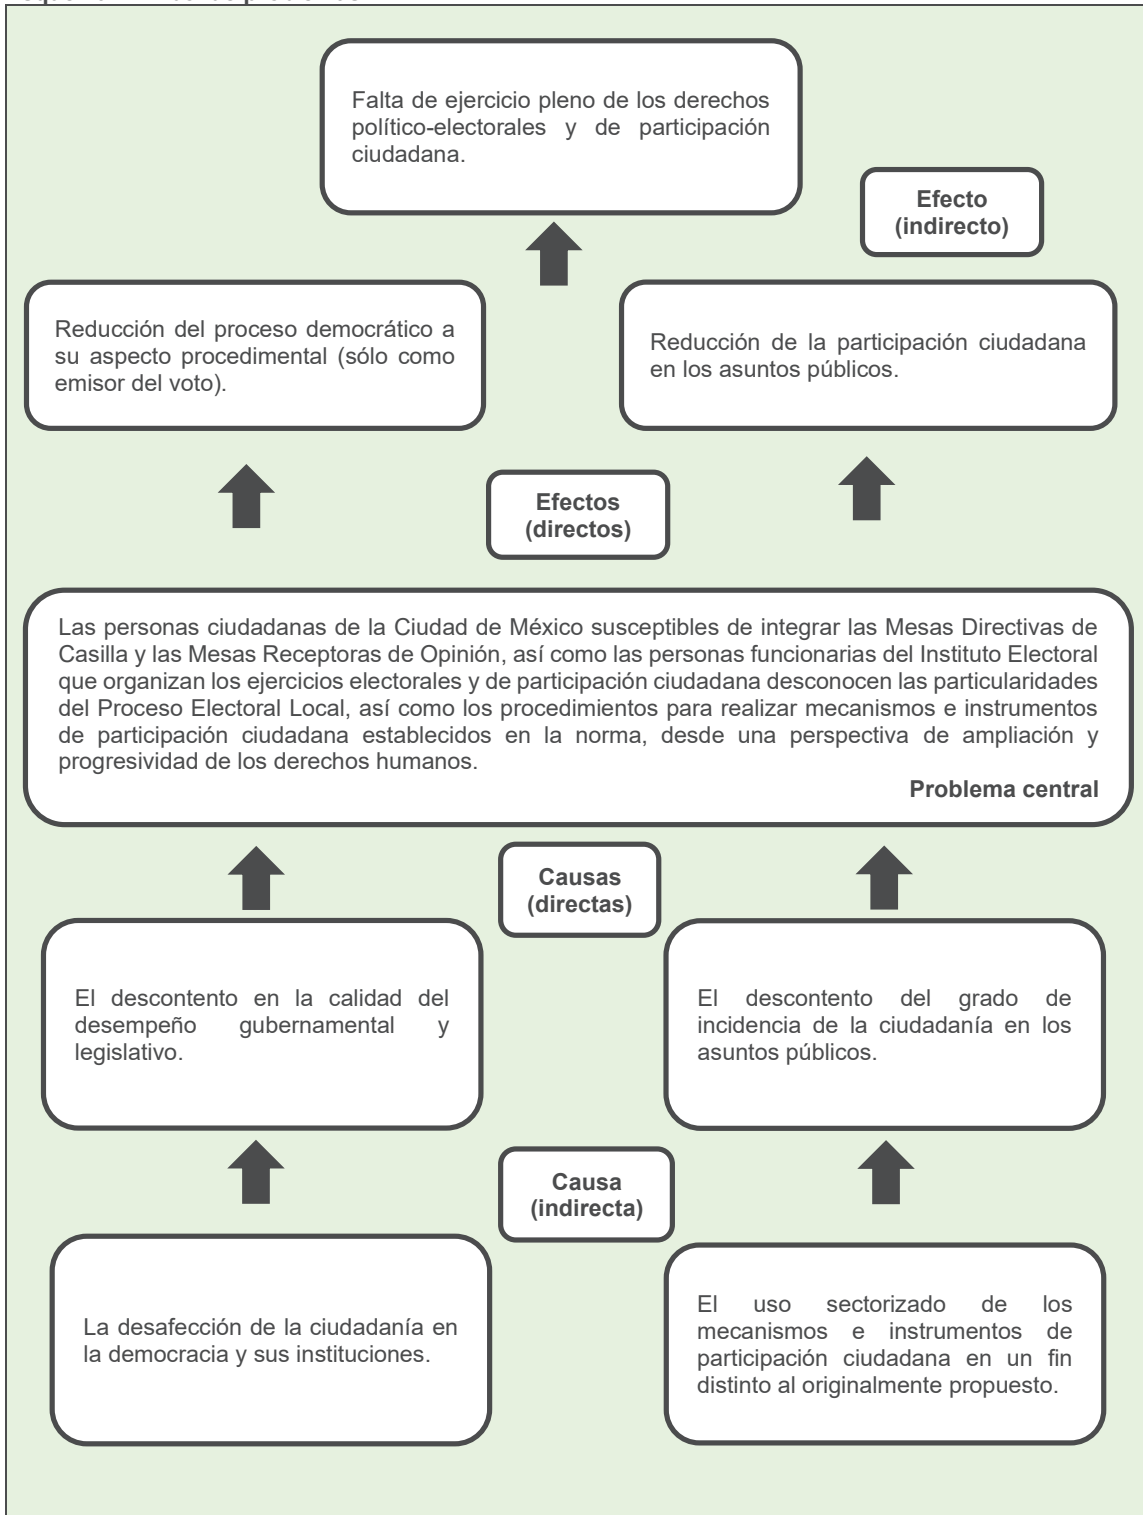 Falta de ejercicio pleno de los derechos
político-electorales y de participación
ciudadana.
Efecto
(indirecto)
Reducción del proceso democrático a
su aspecto procedimental (sólo como
emisor del voto).
Reducción de la participación ciudadana
en los asuntos públicos.
Efectos
(directos)
Las personas ciudadanas de la Ciudad de México susceptibles de integrar las Mesas Directivas de
Casilla y las Mesas Receptoras de Opinión, así como las personas funcionarias del Instituto Electoral
que organizan los ejercicios electorales y de participación ciudadana desconocen las particularidades
del Proceso Electoral Local, así como los procedimientos para realizar mecanismos e instrumentos
de participación ciudadana establecidos en la norma, desde una perspectiva de ampliación y
progresividad de los derechos humanos.
Problema central
Causas
(directas)
El descontento en la calidad del
desempeño gubernamental y
legislativo.
El descontento del grado de
incidencia de la ciudadanía en los
asuntos públicos.
Causa
(indirecta)
La desafección de la ciudadanía en
la democracia y sus instituciones.
El uso sectorizado de los
mecanismos e instrumentos de
participación ciudadana en un fin
distinto al originalmente propuesto.